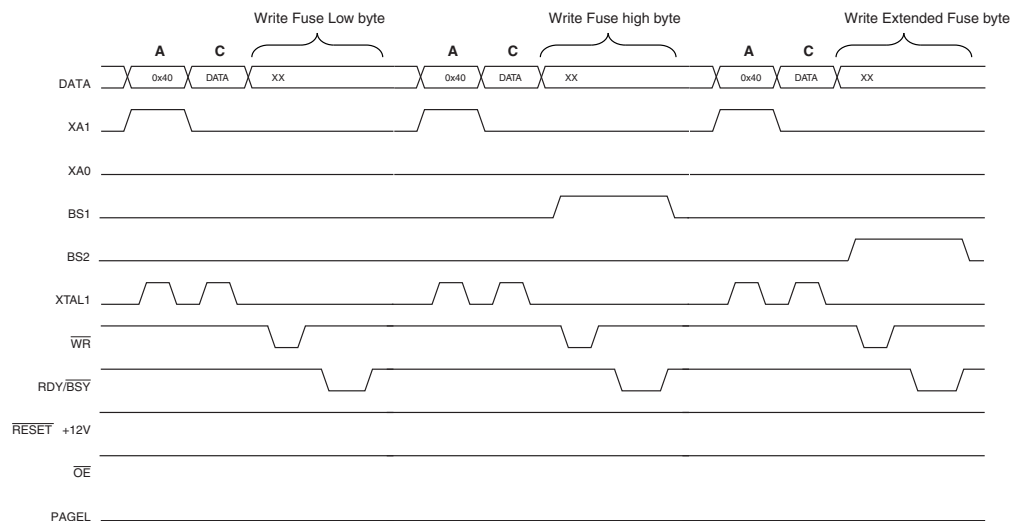 Write Fuse Low byte Write Fuse high byte Write Extended Fuse byte
A C A C A C
DATA 0x40 DATA XX 0x40 DATA XX 0x40 DATA XX
XA1
XA0
BS1
BS2
XTAL1
WR
RDY/BSY
RESET +12V
OE
PAGEL